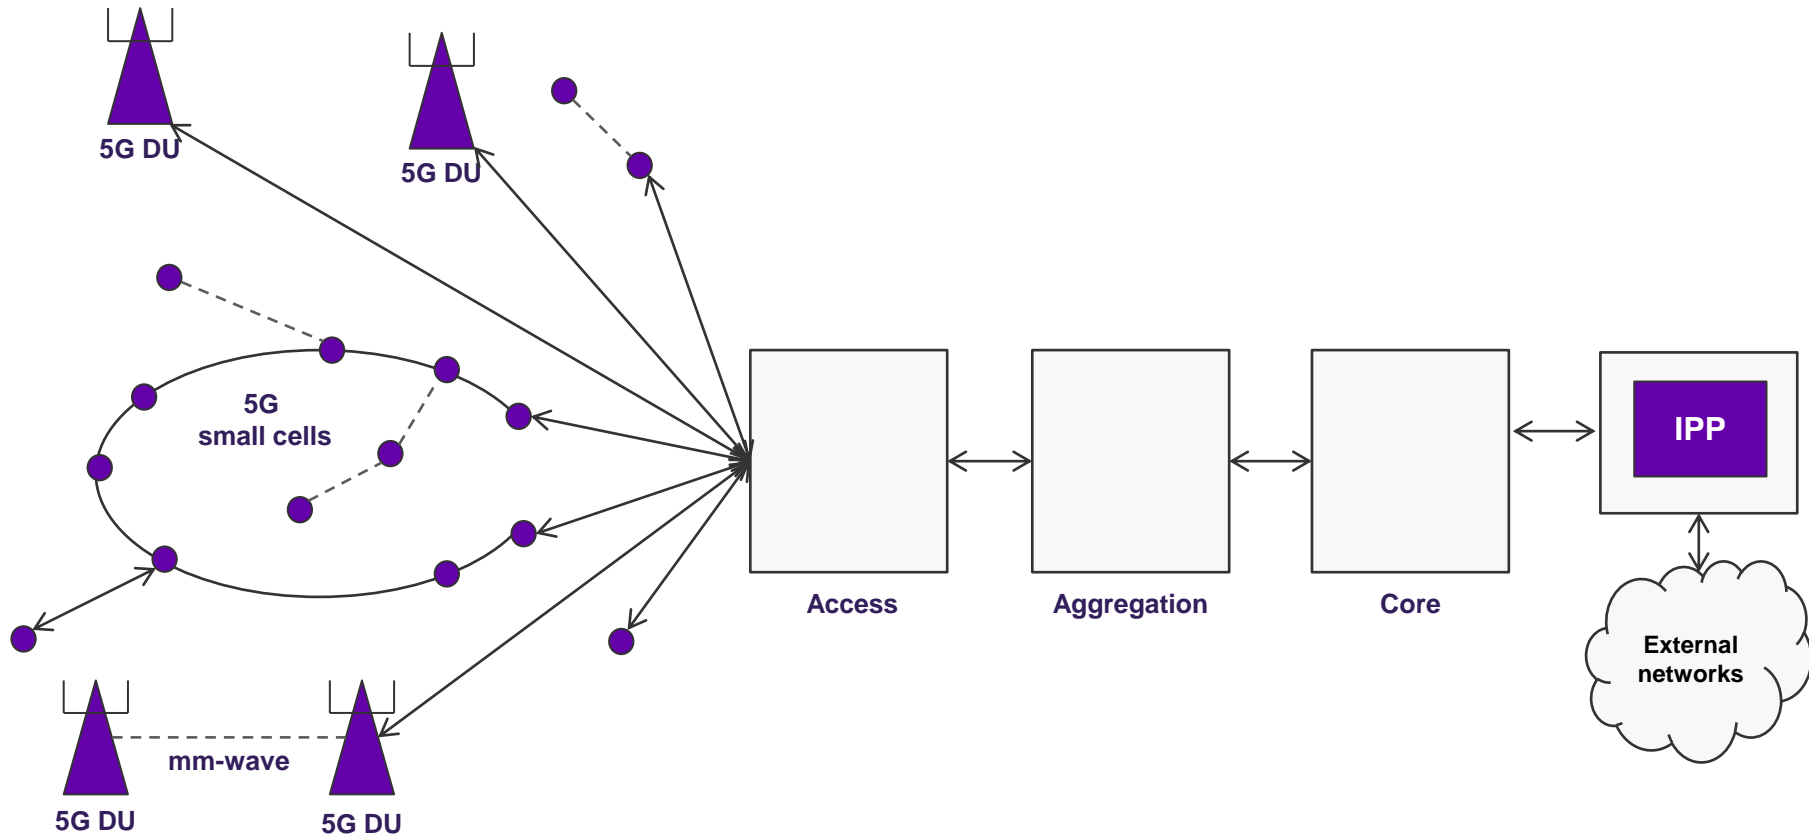 5G DU
5G DU
5G
small cells
IPP
Access
Aggregation
Core
External
networks
mm-wave
5G DU
5G DU